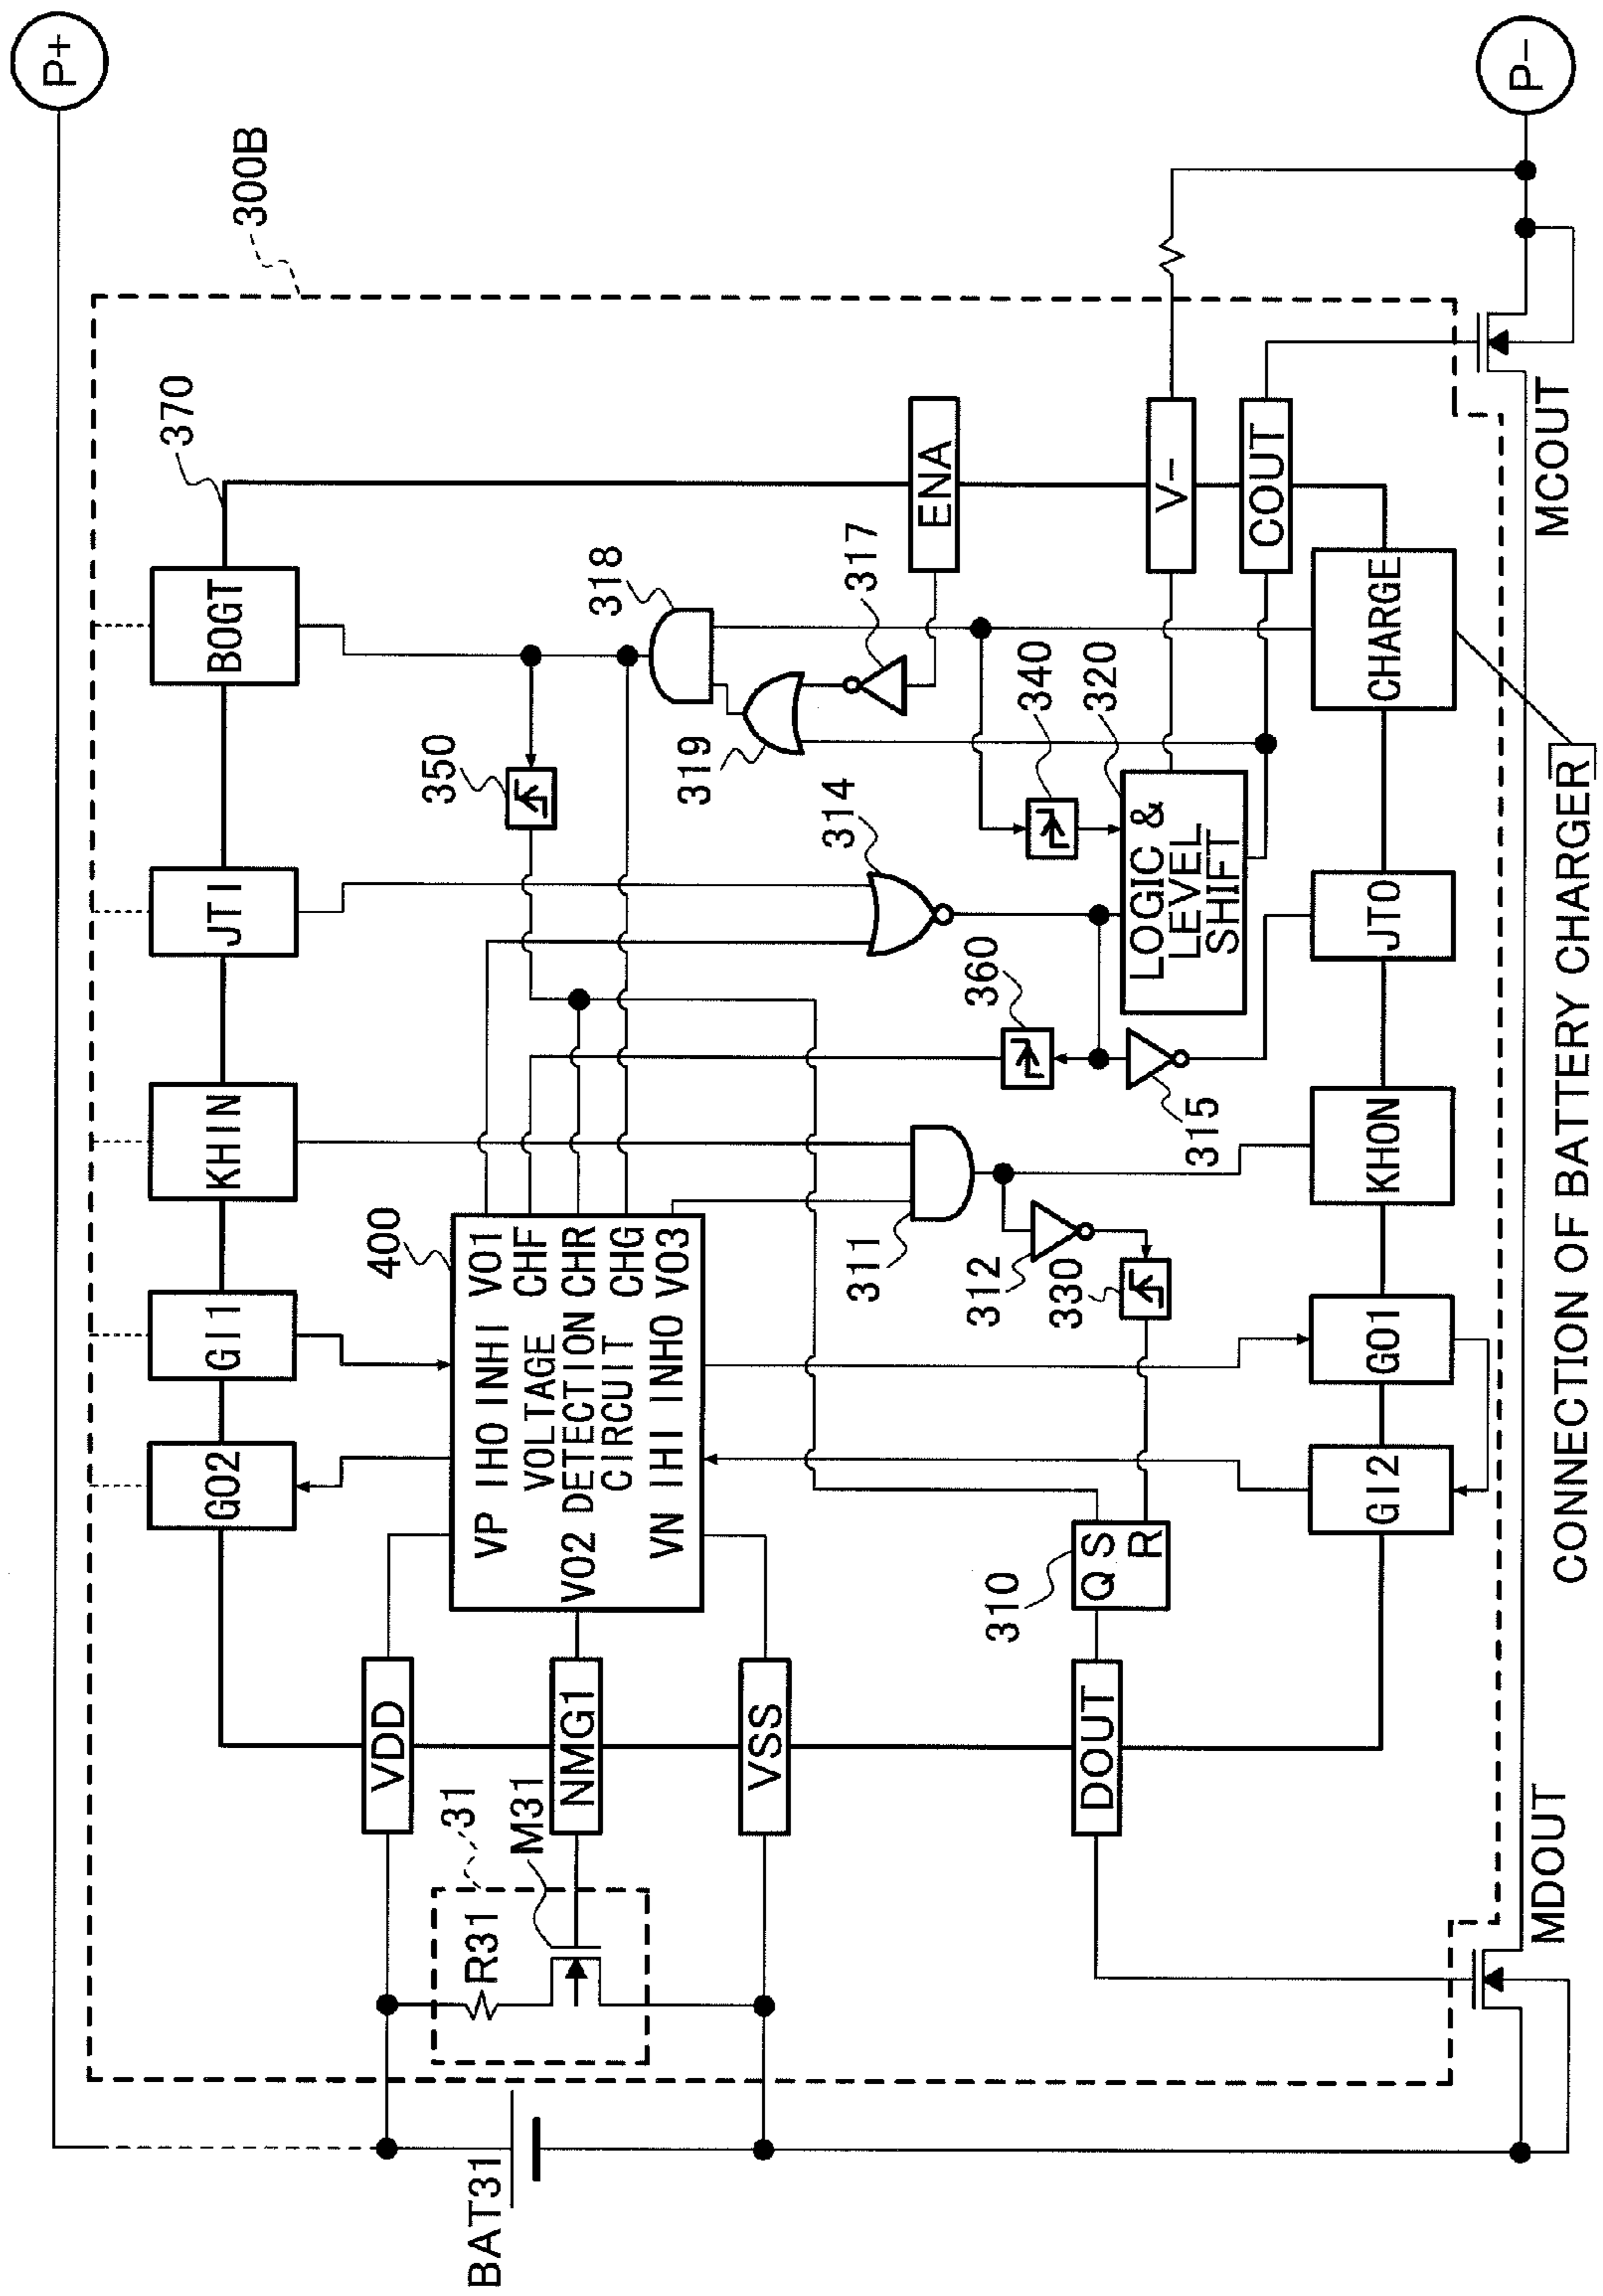 P+
P-
300B
370
BOGT
JTI
KHIN
GI1
GO2
318
317
ENA
319
350
340
320
V-
COUT
314
LOGIC &
LEVEL
SHIFT
360
315
CHARGE
JTO
KHON
GO1
GI2
MCOUT
400
VP IHO INHI VO1
VOLTAGE CHF
VO2 DETECTION CHR
CIRCUIT CHG
VN IHI INHO VO3
311
312
330
310
Q S
R
VDD
NMG1
VSS
DOUT
31
M31
R31
BAT31
MDOUT
CONNECTION OF BATTERY CHARGER